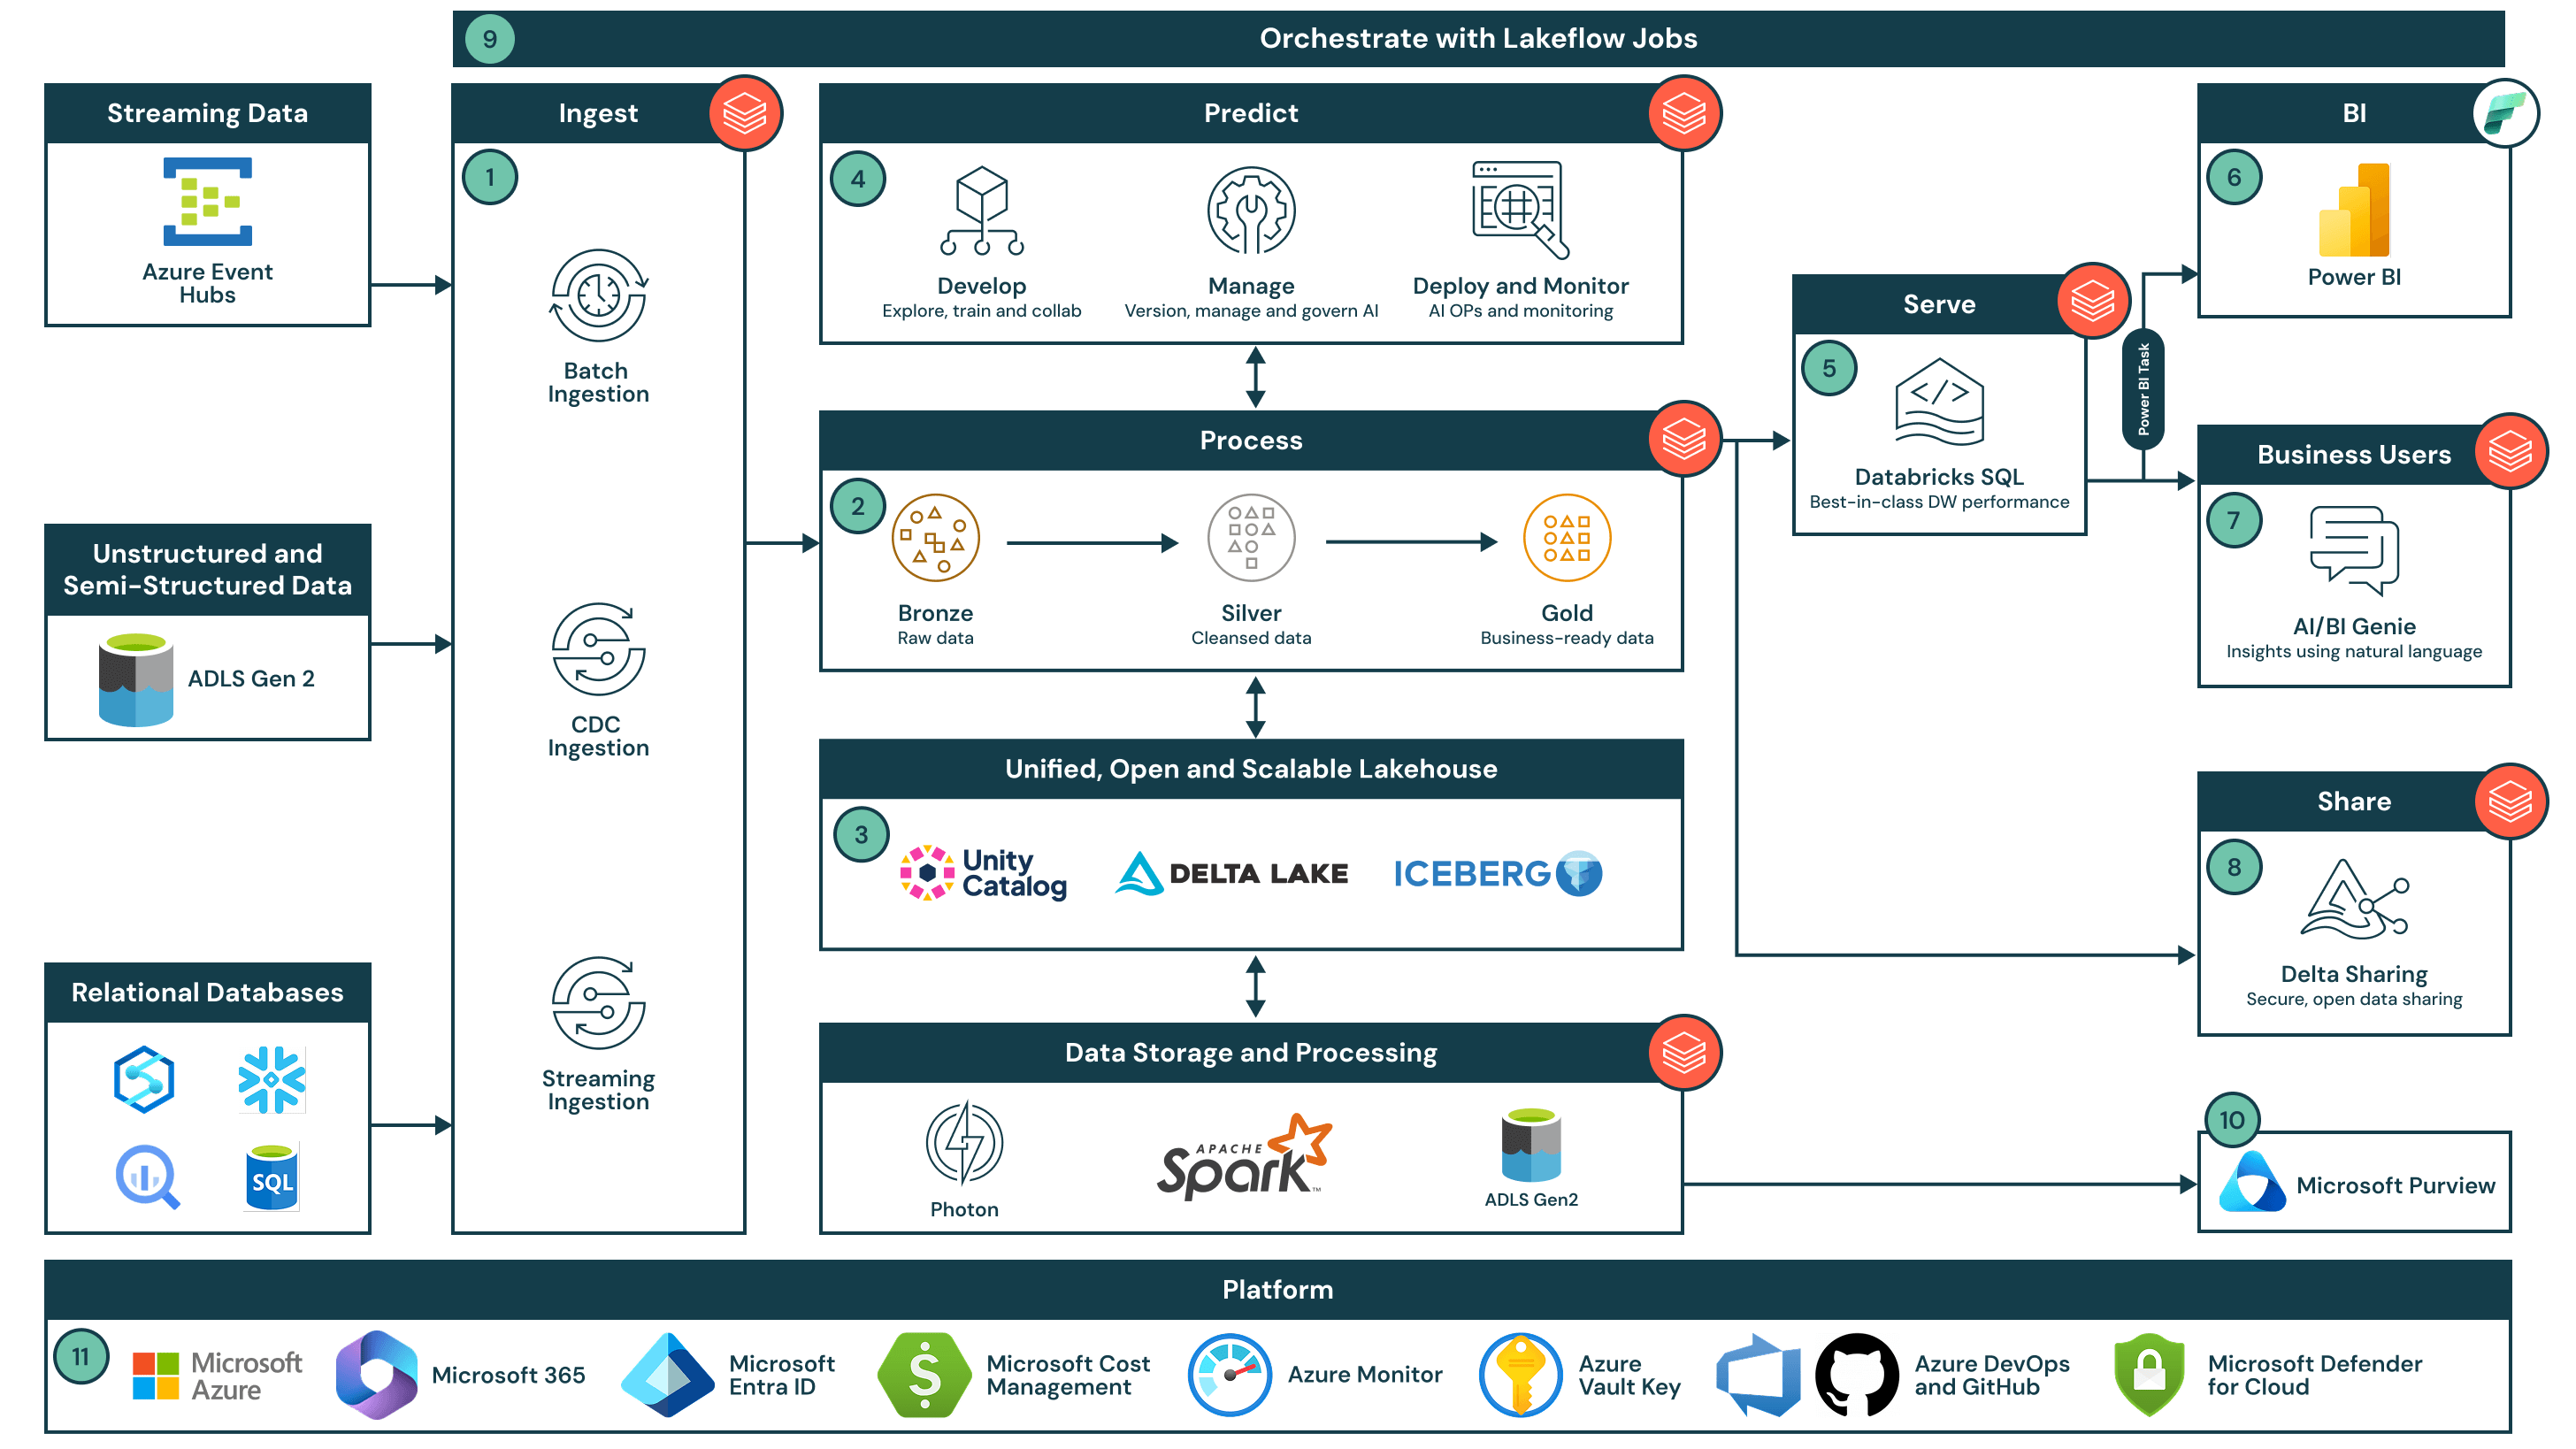 9
Orchestrate with Lakeflow Jobs
Streaming Data
Azure Event
Hubs
Unstructured and
Semi-Structured Data
ADLS Gen 2
Relational Databases
SQL
Ingest
1
Batch
Ingestion
CDC
Ingestion
Streaming
Ingestion
Predict
4
Develop
Explore, train and collab
Manage
Version, manage and govern AI
Deploy and Monitor
AI OPs and monitoring
Process
2
Bronze
Raw data
Silver
Cleansed data
Gold
Business-ready data
Unified, Open and Scalable Lakehouse
3
Unity
Catalog
DELTA LAKE
ICEBERG
Data Storage and Processing
Photon
APACHE
Spark™
ADLS Gen2
Serve
5
Databricks SQL
Best-in-class DW performance
Power BI Task
BI
6
Power BI
Business Users
7
AI/BI Genie
Insights using natural language
Share
8
Delta Sharing
Secure, open data sharing
10
Microsoft Purview
Platform
11
Microsoft
Azure
Microsoft 365
Microsoft
Entra ID
Microsoft Cost
Management
Azure Monitor
Azure
Vault Key
Azure DevOps
and GitHub
Microsoft Defender
for Cloud